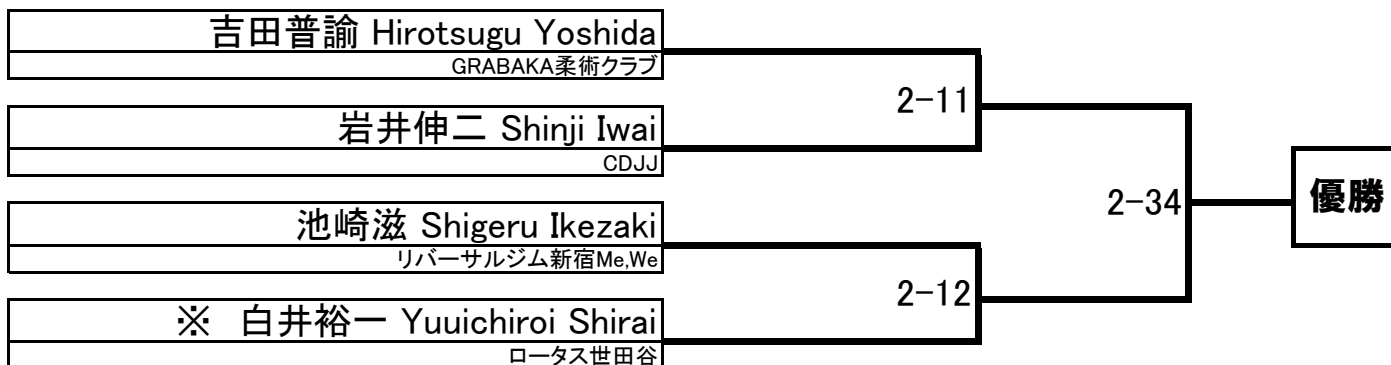 吉田普諭 Hirotsugu Yoshida
GRABAKA柔術クラブ
2-11
岩井伸二 Shinji Iwai
CDJJ
2-34
優勝
池崎滋 Shigeru Ikezaki
リバーサルジム新宿Me,We
2-12
※ 白井裕一 Yuuichiroi Shirai
ロータス世田谷